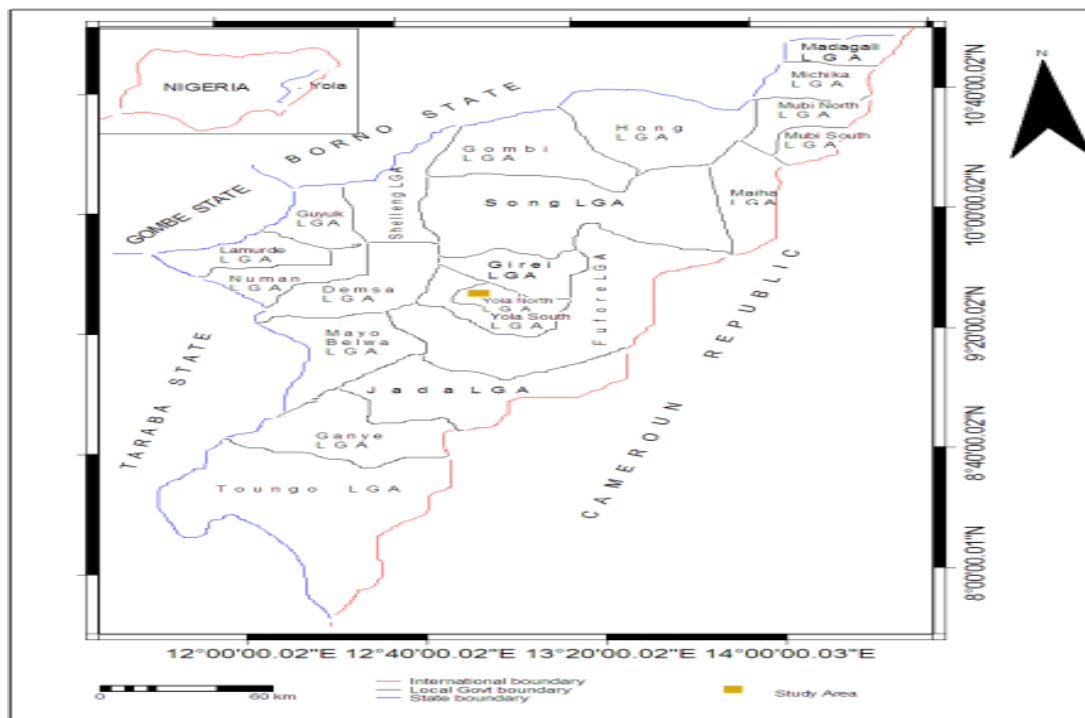 NIGERIA
Yola
N
BORNO STATE
GOMBE STATE
TARABA STATE
CAMEROUN REPUBLIC
Madagali
LGA
Michika
LGA
Mubi North
LGA
Mubi South
LGA
Hong
LGA
Gombi
LGA
Maiha
LGA
Song LGA
Shelleng LGA
Guyuk
LGA
Lamurde
LGA
Numan
LGA
Demsa
LGA
Girei
LGA
Yola North
LGA
Yola South
LGA
Futore LGA
Mayo
Belwa
LGA
Jada LGA
Ganye
LGA
Toungo LGA
10°40'00.02"N
10°00'00.02"N
9°20'00.02"N
8°40'00.02"N
8°00'00.01"N
12°00'00.02"E 12°40'00.02"E 13°20'00.02"E 14°00'00.03"E
0 60 km
International boundary
Local Govt boundary
State boundary
Study Area